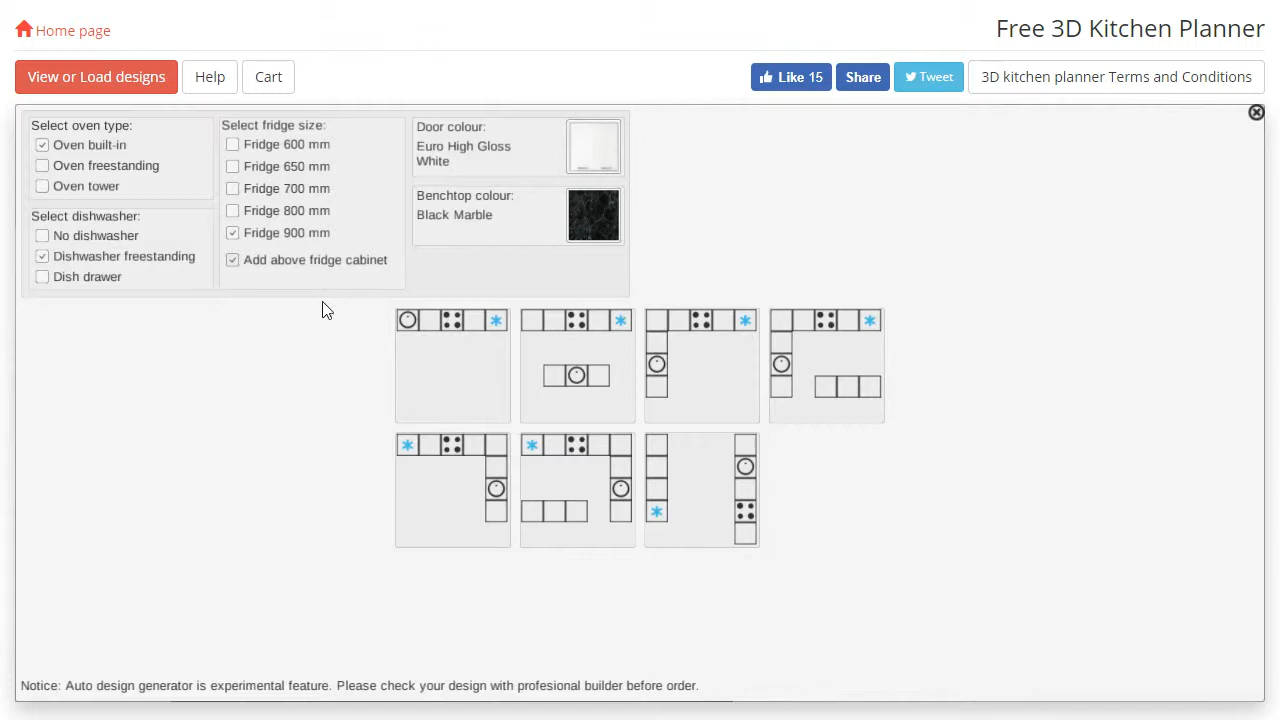 Home page
Free 3D Kitchen Planner
View or Load designs
Help
Cart
Like 15
Share
Tweet
3D kitchen planner Terms and Conditions
Select oven type:
Oven built-in
Oven freestanding
Oven tower
Select dishwasher:
No dishwasher
Dishwasher freestanding
Dish drawer
Select fridge size:
Fridge 600 mm
Fridge 650 mm
Fridge 700 mm
Fridge 800 mm
Fridge 900 mm
Add above fridge cabinet
Door colour:
Euro High Gloss
White
Benchtop colour:
Black Marble
Notice: Auto design generator is experimental feature. Please check your design with profesional builder before order.